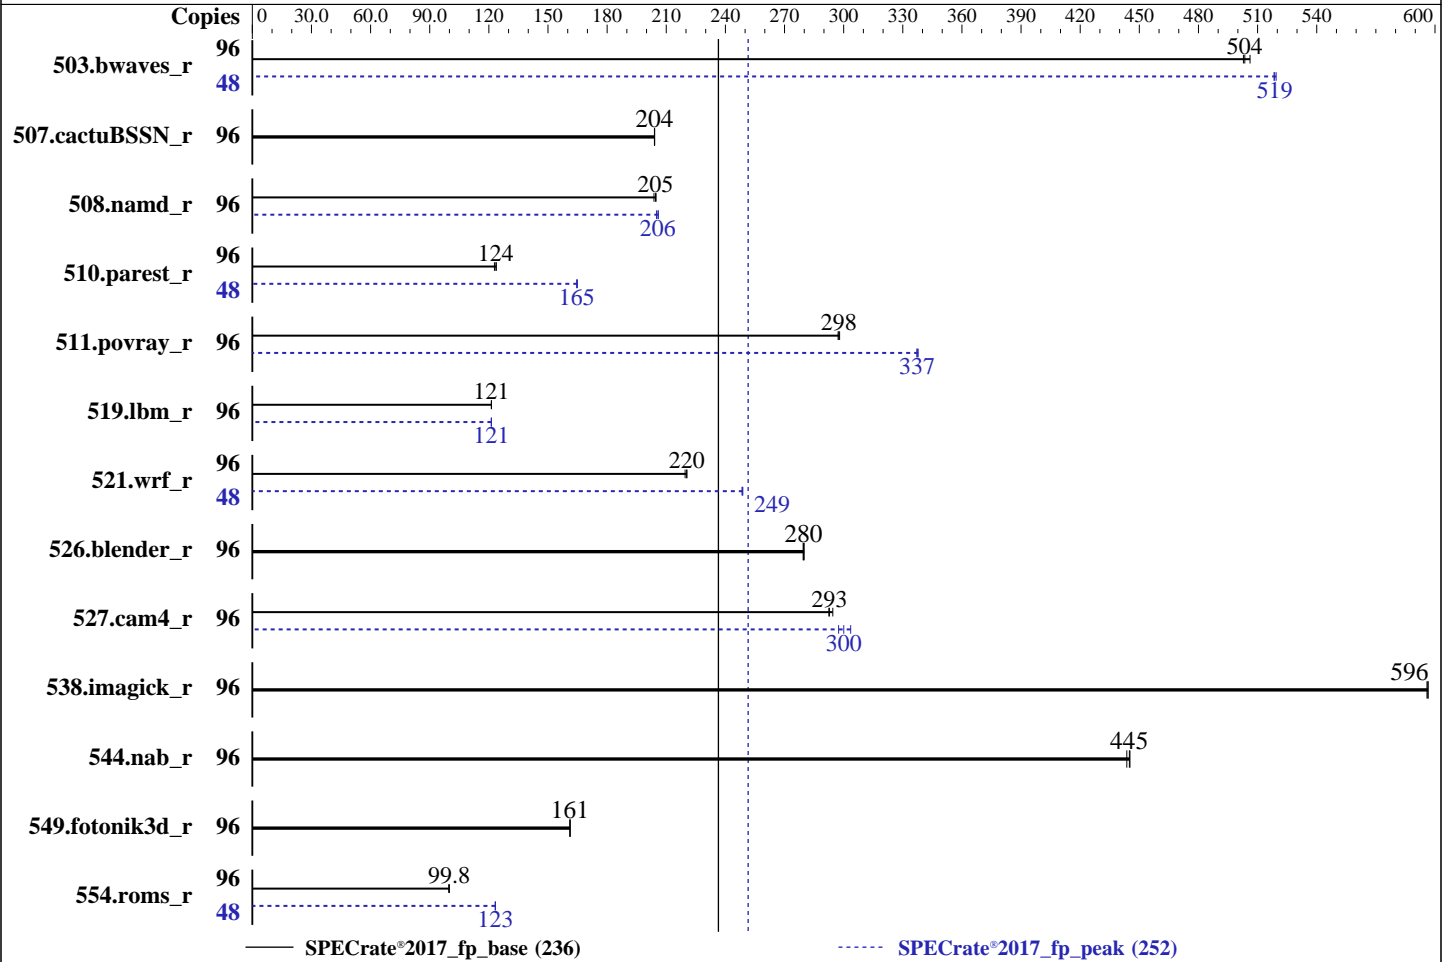 Copies 0 30.0 60.0 90.0 120 150 180 210 240 270 300 330 360 390 420 450 480 510 540 600
503.bwaves_r 96 504
48 519
507.cactuBSSN_r 96 204
508.namd_r 96 205
206
510.parest_r 96 124
48 165
511.povray_r 96 298
337
519.lbm_r 96 121
121
521.wrf_r 96 220
48 249
526.blender_r 96 280
527.cam4_r 96 293
300
538.imagick_r 96 596
544.nab_r 96 445
549.fotonik3d_r 96 161
554.roms_r 96 99.8
48 123
SPECrate®2017_fp_base (236) SPECrate®2017_fp_peak (252)